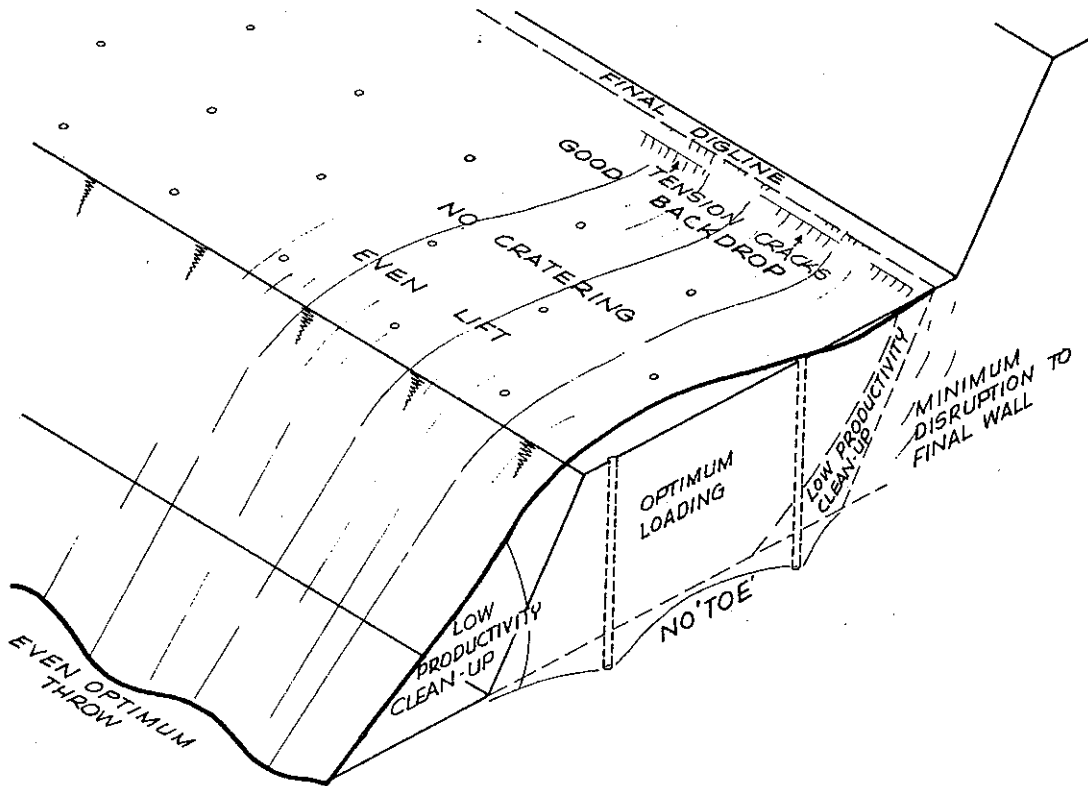 FINAL DIGLINE
GOOD
TENSION CRACKS
BACKDROP
NO CRATERING
EVEN LIFT
LOW PRODUCTIVITY
CLEAN-UP
MINIMUM
DISRUPTION TO
FINAL WALL
OPTIMUM
LOADING
NO 'TOE'
LOW
PRODUCTIVITY
CLEAN-UP
EVEN OPTIMUM
THROW